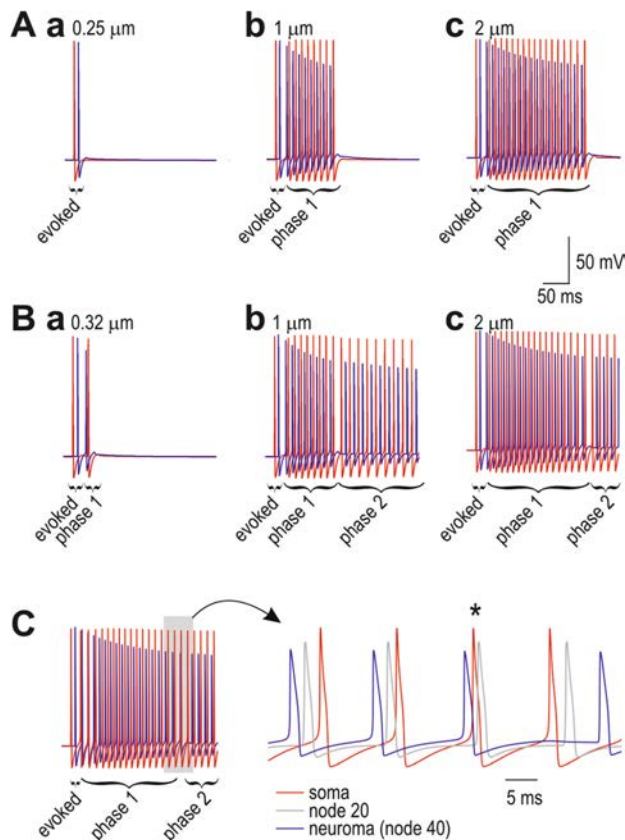 A a 0.25 μm b 1 μm c 2 μm
evoked evoked phase 1 evoked phase 1
50 mV
50 ms
B a 0.32 μm b 1 μm c 2 μm
evoked phase 1 evoked phase 1 phase 2 evoked phase 1 phase 2
C *
evoked phase 1 phase 2
5 ms
soma
node 20
neuroma (node 40)